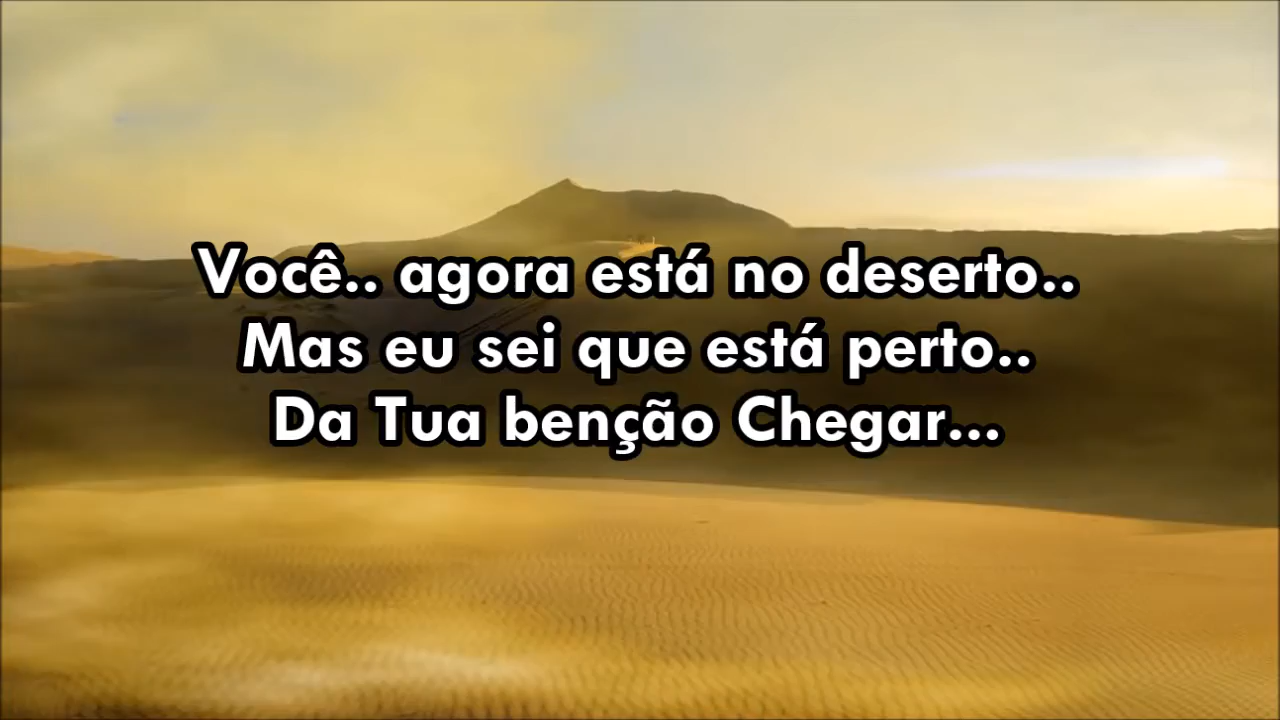 Você.. agora está no deserto..
Mas eu sei que está perto..
Da Tua benção Chegar...